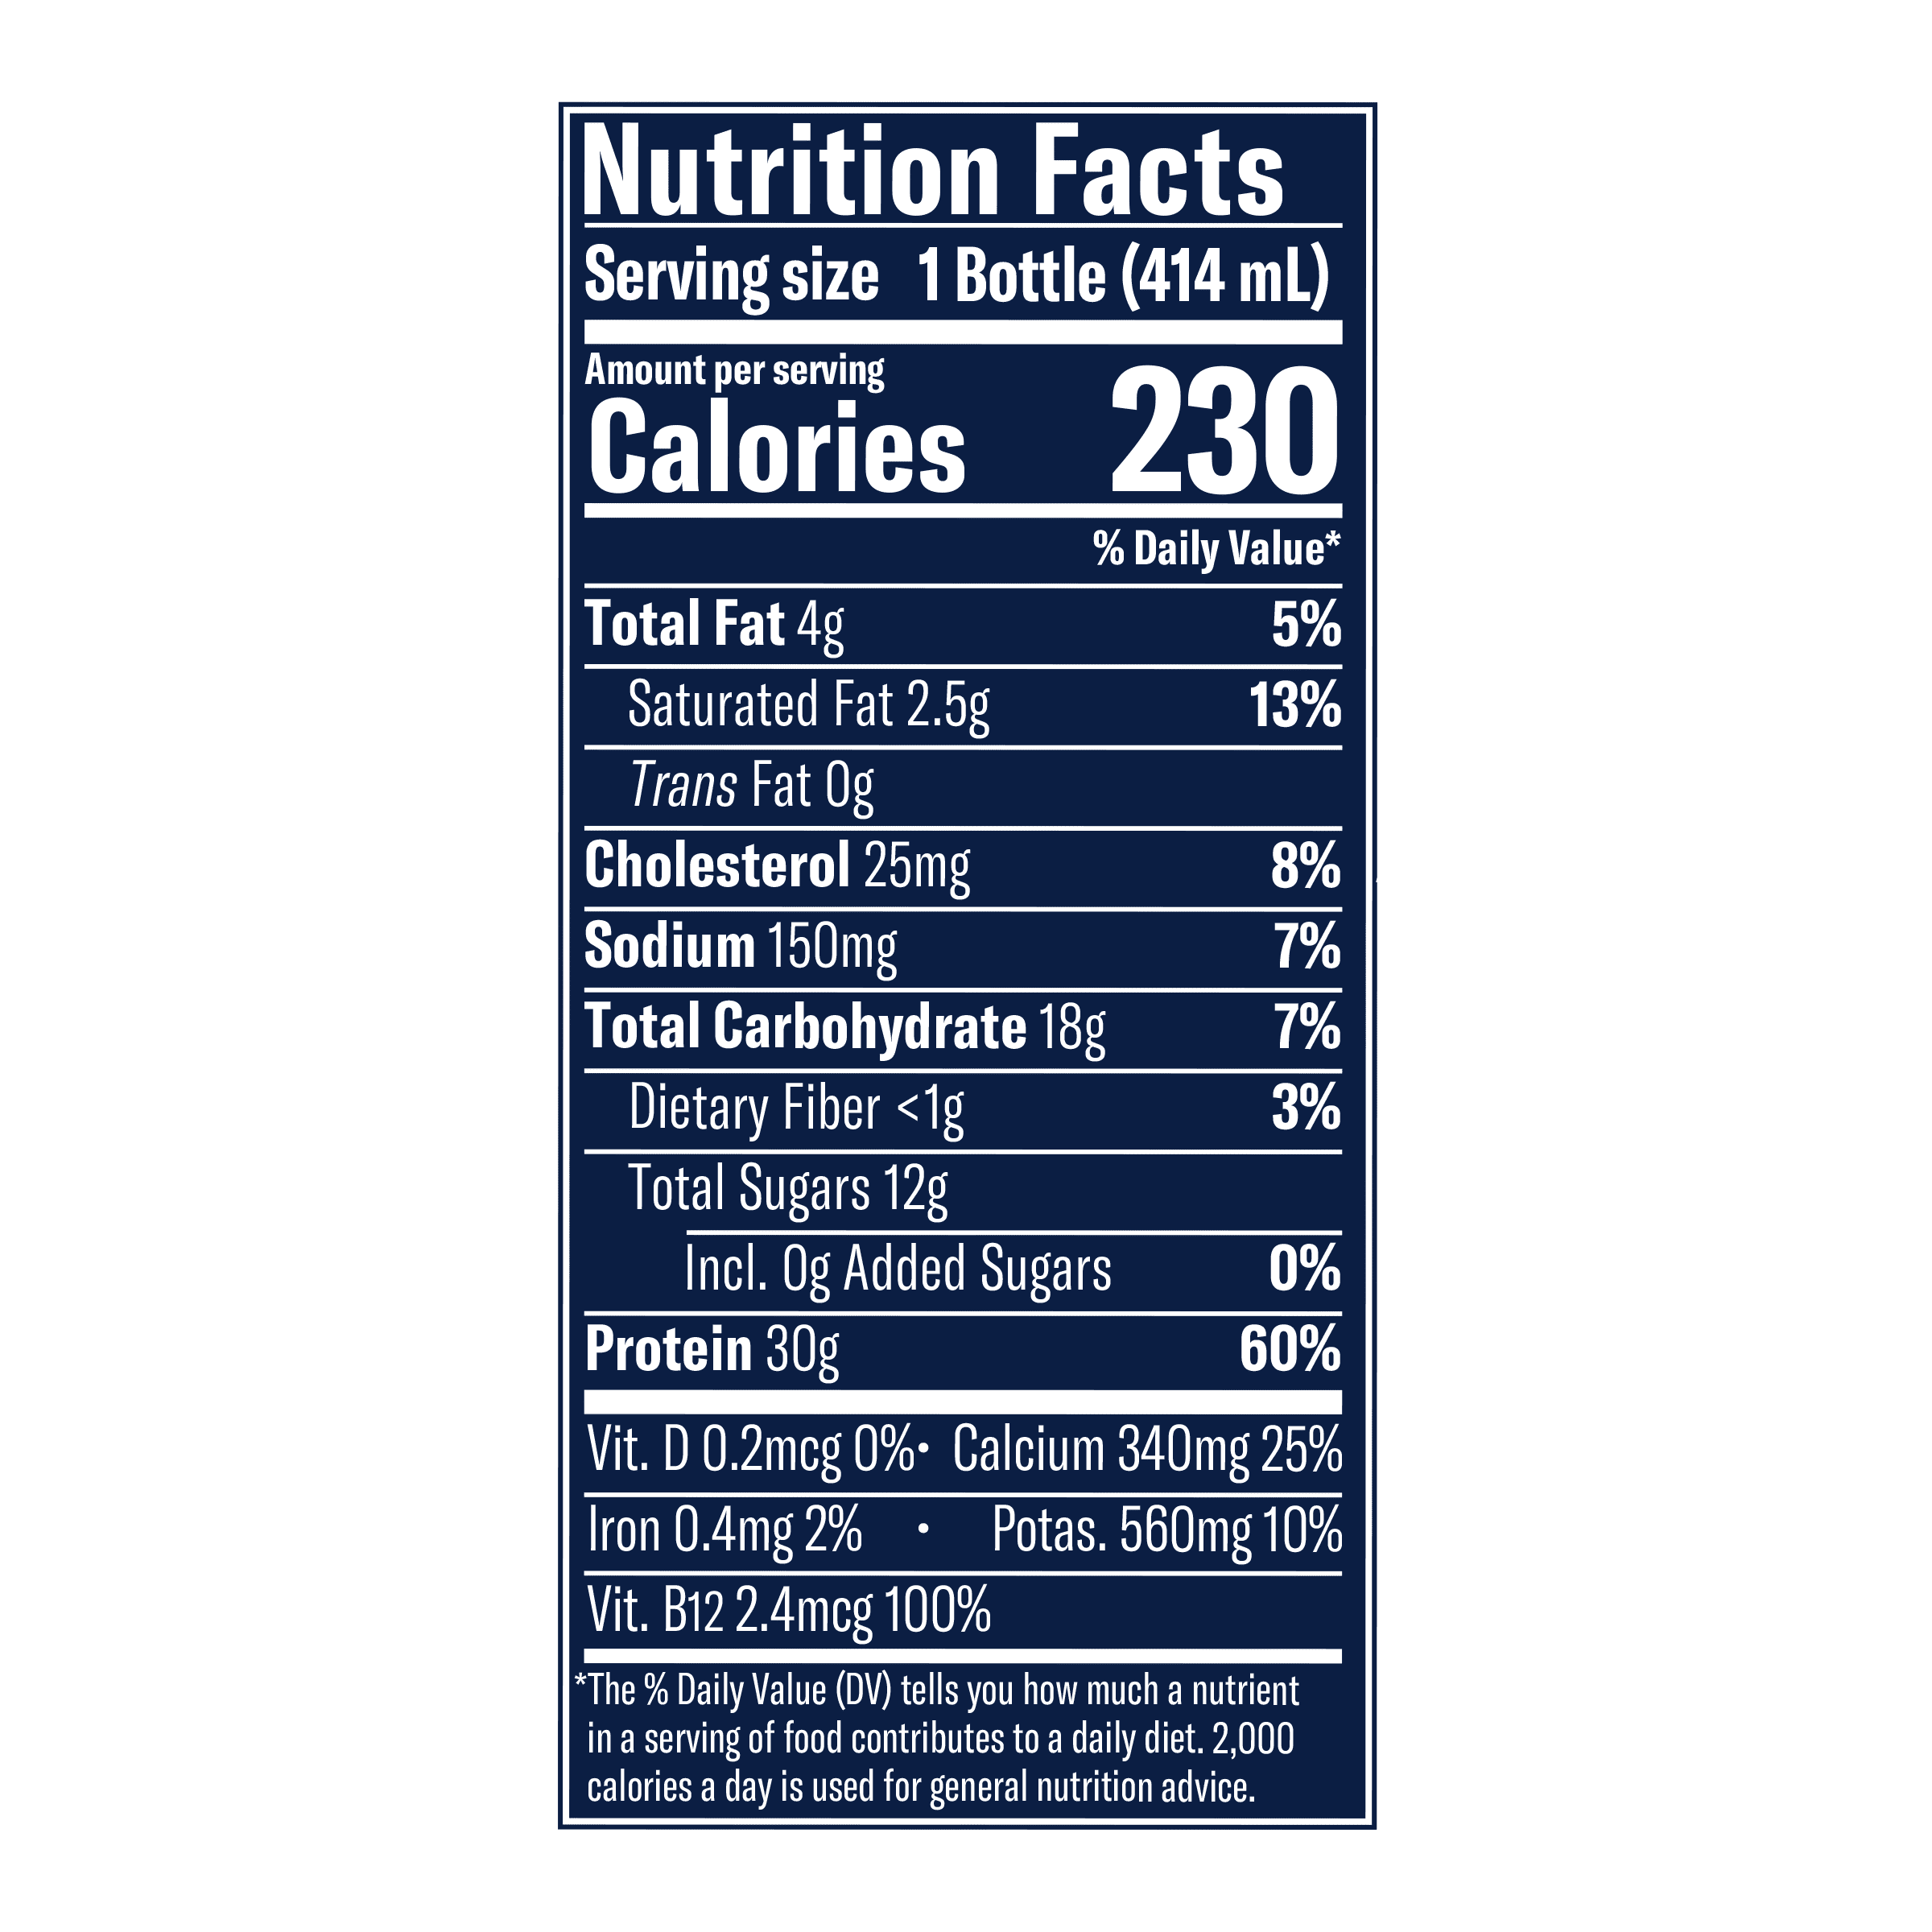 Nutrition Facts
Serving size 1 Bottle (414 mL)
Amount per serving
Calories 230
% Daily Value*
Total Fat 4g 5%
Saturated Fat 2.5g 13%
Trans Fat 0g
Cholesterol 25mg 8%
Sodium 150mg 7%
Total Carbohydrate 18g 7%
Dietary Fiber <1g 3%
Total Sugars 12g
Incl. 0g Added Sugars 0%
Protein 30g 60%
Vit. D 0.2mcg 0% • Calcium 340mg 25%
Iron 0.4mg 2% • Potas. 560mg 10%
Vit. B12 2.4mcg 100%
*The % Daily Value (DV) tells you how much a nutrient
in a serving of food contributes to a daily diet. 2,000
calories a day is used for general nutrition advice.